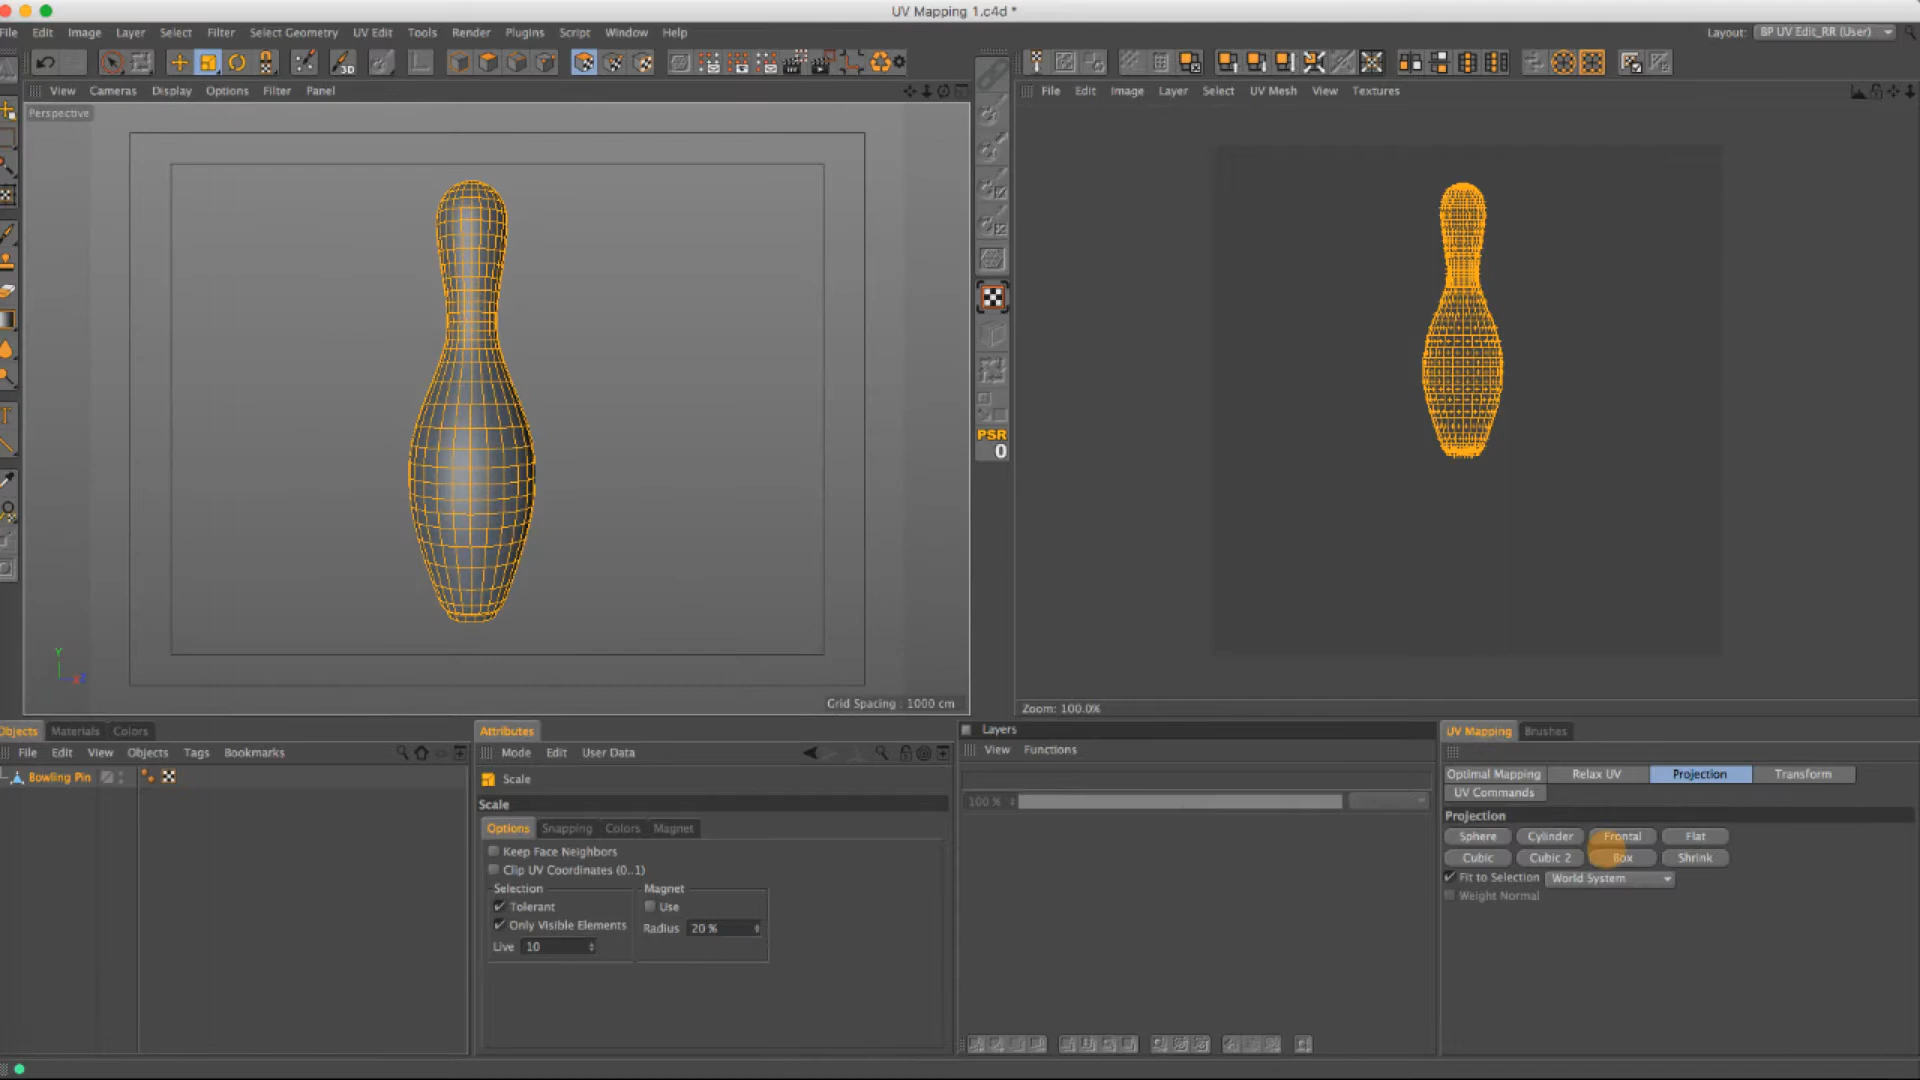 UV Mapping 1.c4d *
File Edit Image Layer Select Filter Select Geometry UV Edit Tools Render Plugins Script Window Help
Layout: BP UV Edit_RR (User)
3D
View Cameras Display Options Filter Panel
File Edit Image Layer Select UV Mesh View Textures
Perspective
PSR
0
Y
Grid Spacing : 1000 cm
Zoom: 100.0%
Objects Materials Colors
File Edit View Objects Tags Bookmarks
Bowling Pin
Attributes
Mode Edit User Data
Scale
Scale
Options Snapping Colors Magnet
Keep Face Neighbors
Clip UV Coordinates (0..1)
Selection
Tolerant
Only Visible Elements
Live 10
Magnet
Use
Radius 20 %
Layers
View Functions
100 %
UV Mapping Brushes
Optimal Mapping Relax UV Projection Transform
UV Commands
Projection
Sphere Cylinder Frontal Flat
Cubic Cubic 2 Box Shrink
Fit to Selection World System
Weight Normal